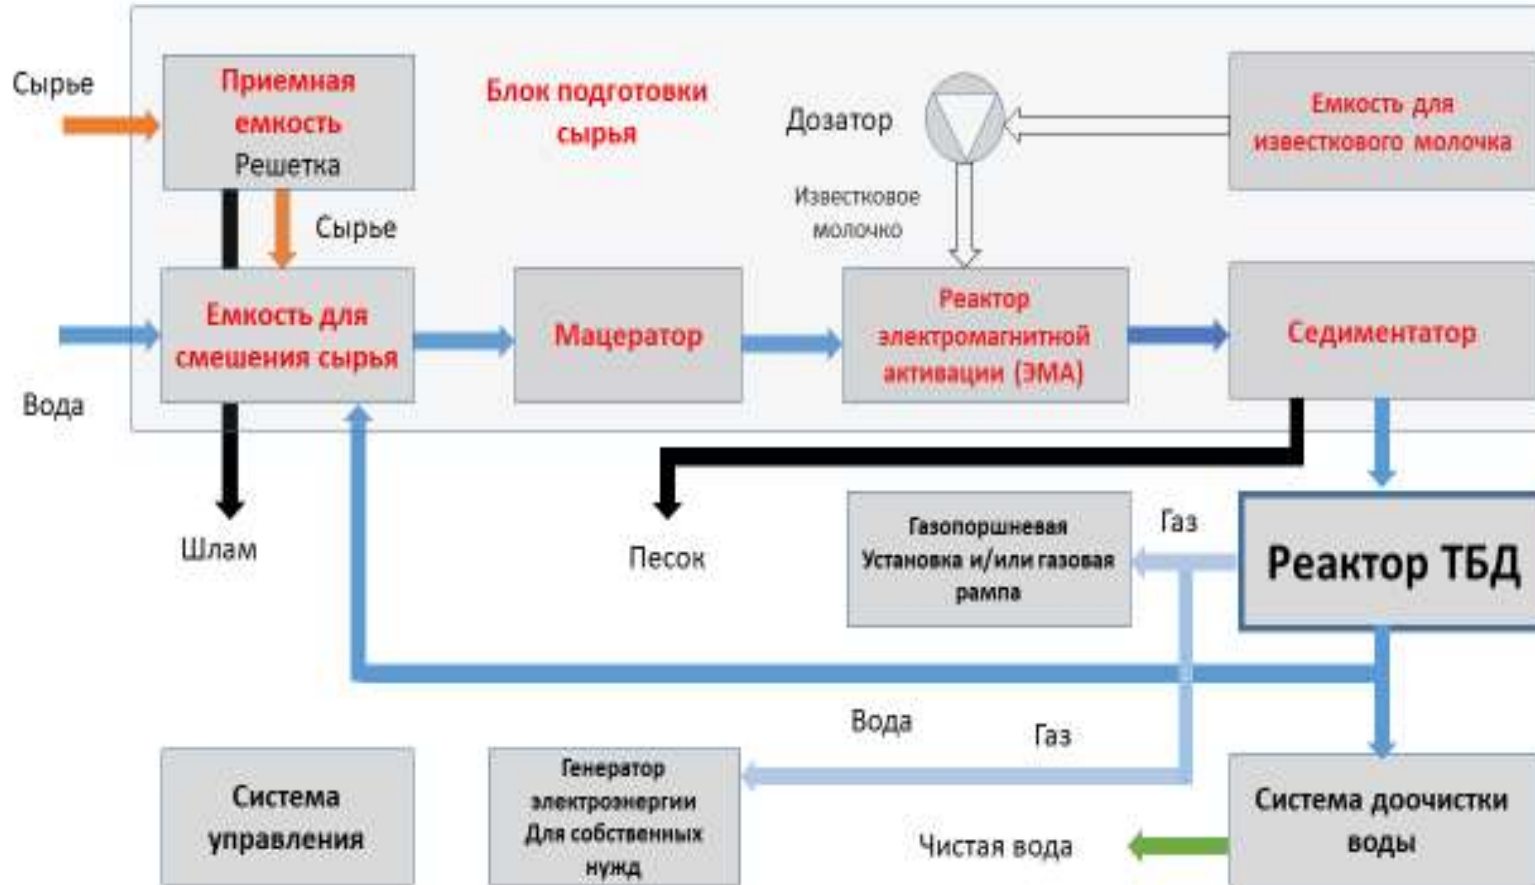 Сырье
Приемная
емкость
Решетка
Блок подготовки
сырья
Дозатор
Емкость для
известкового молочка
Известковое
молочко
Сырье
Вода
Емкость для
смешения сырья
Мацератор
Реактор
электромагнитной
активации (ЭМА)
Седиментатор
Шлам
Песок
Газопоршневая
Установка и/или газовая
рампа
Газ
Реактор ТБД
Вода
Газ
Система
управления
Генератор
электроэнергии
Для собственных
нужд
Чистая вода
Система доочистки
воды